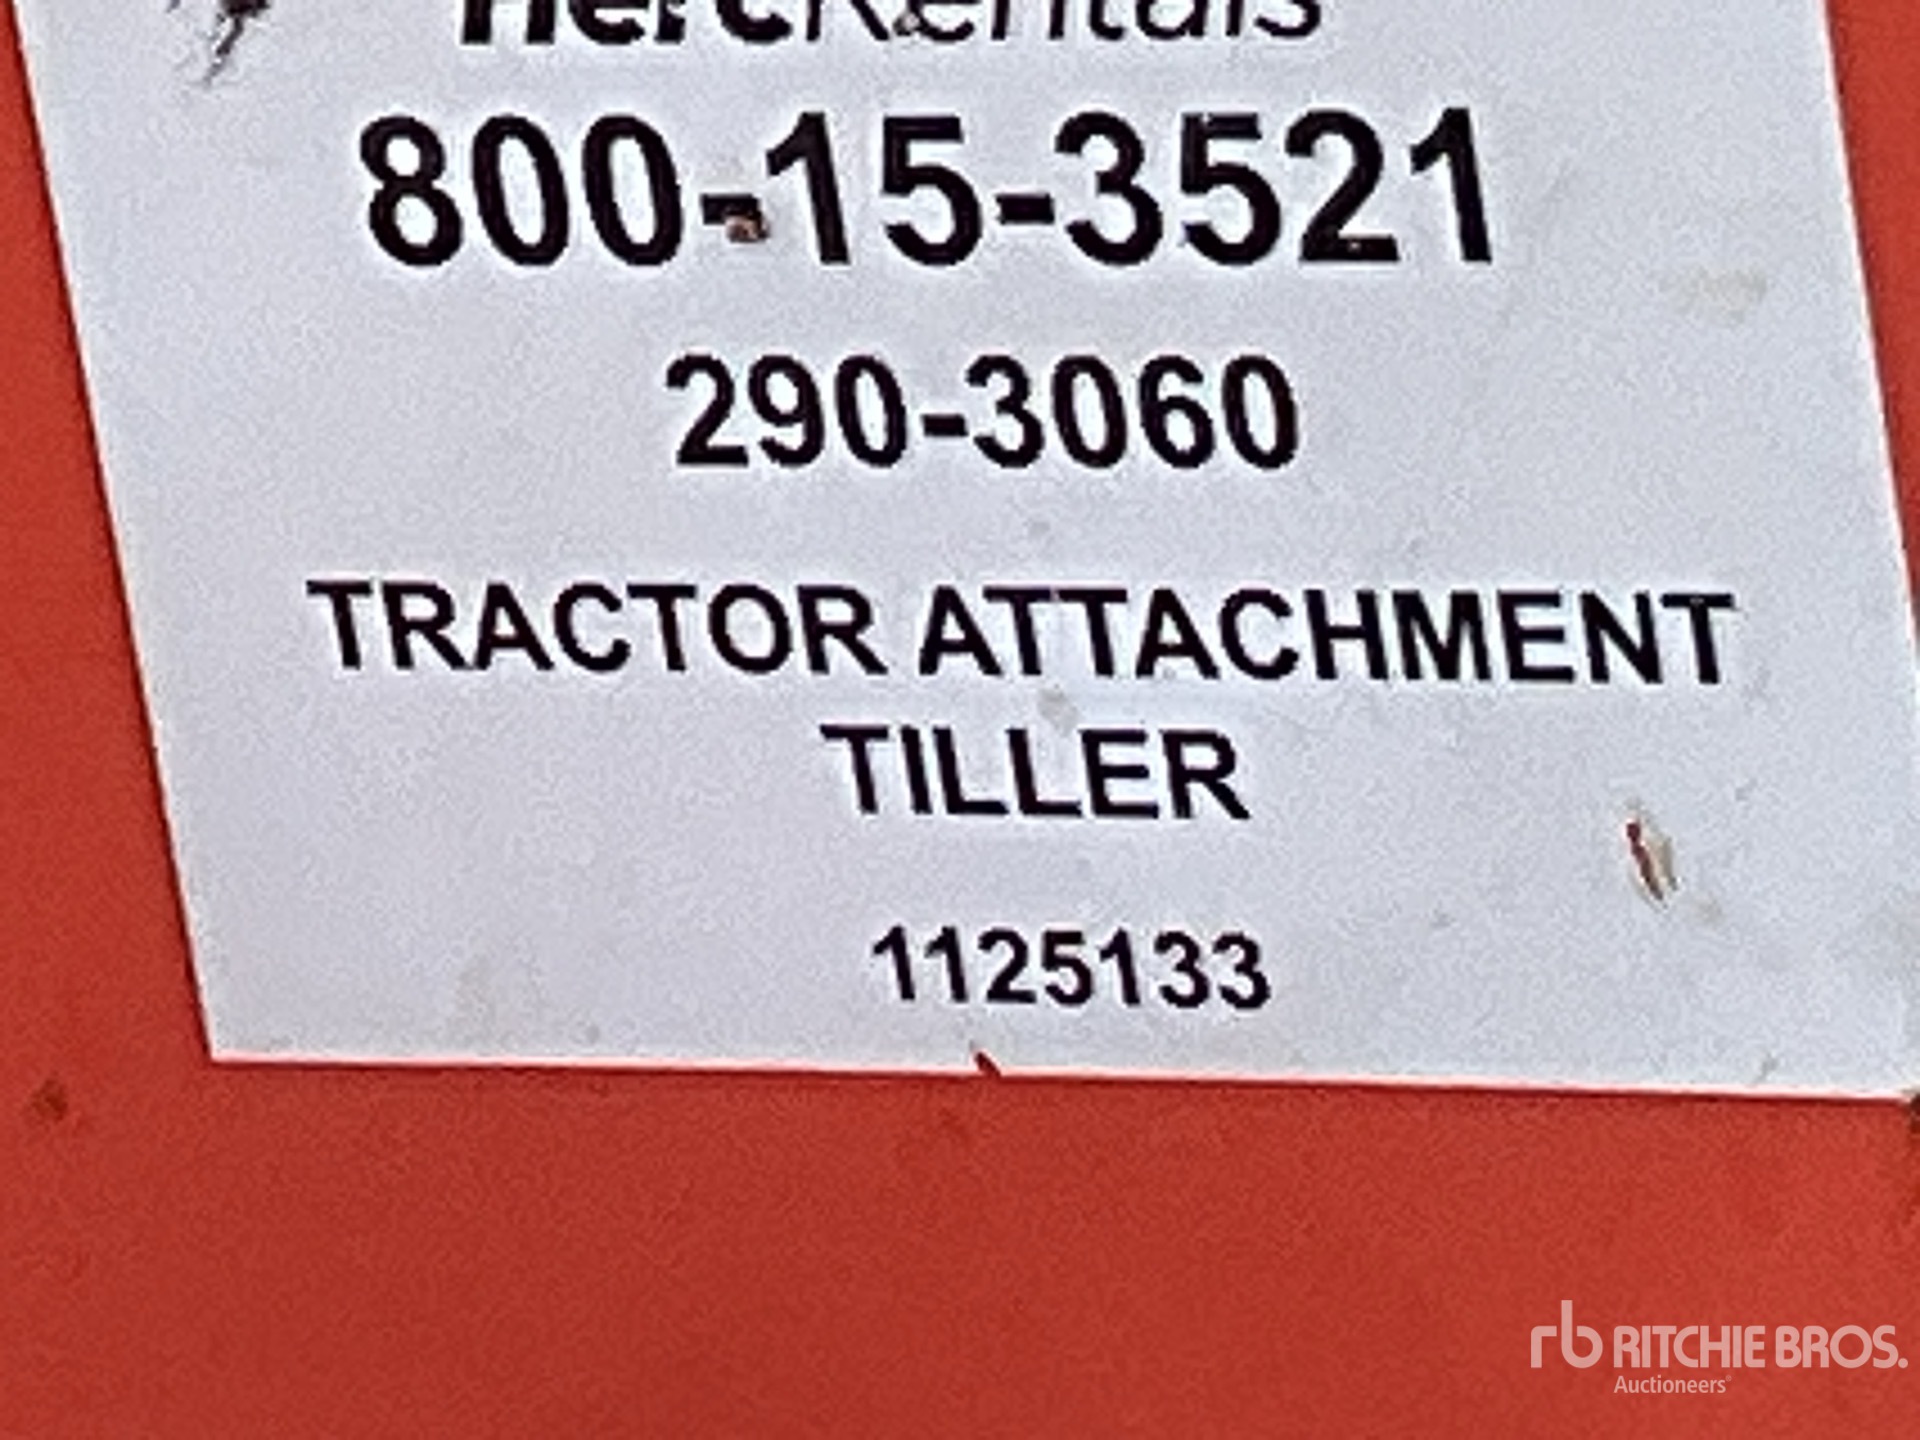 HercRentals
800-15-3521
290-3060
TRACTOR ATTACHMENT
TILLER
1125133
rb RITCHIE BROS.
Auctioneers